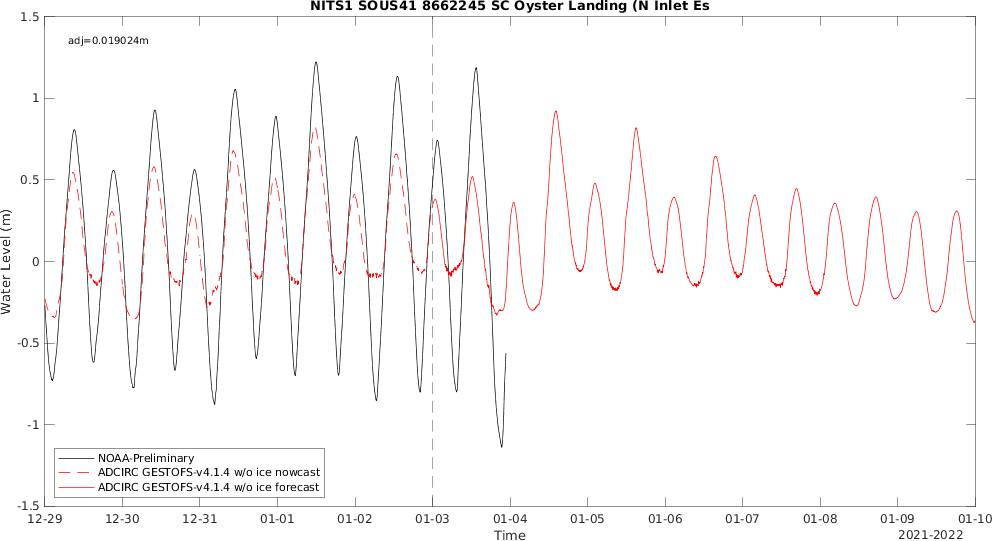 NITS1 SOUS41 8662245 SC Oyster Landing (N Inlet Es
adj=0.019024m
1.5
1
0.5
0
-0.5
-1
-1.5
Water Level (m)
NOAA-Preliminary
ADCIRC GESTOFS-v4.1.4 w/o ice nowcast
ADCIRC GESTOFS-v4.1.4 w/o ice forecast
12-29 12-30 12-31 01-01 01-02 01-03 01-04 01-05 01-06 01-07 01-08 01-09 01-10
Time
2021-2022